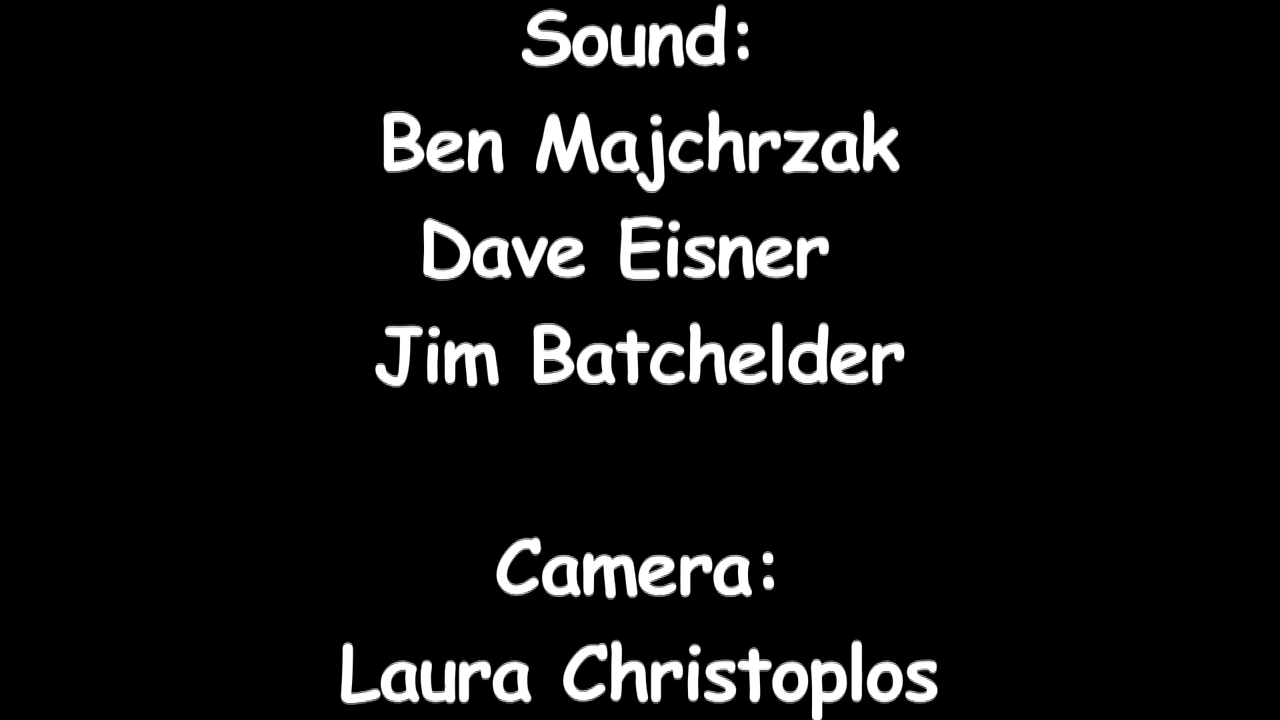 Sound:
Ben Majchrzak
Dave Eisner
Jim Batchelder
Camera:
Laura Christoplos